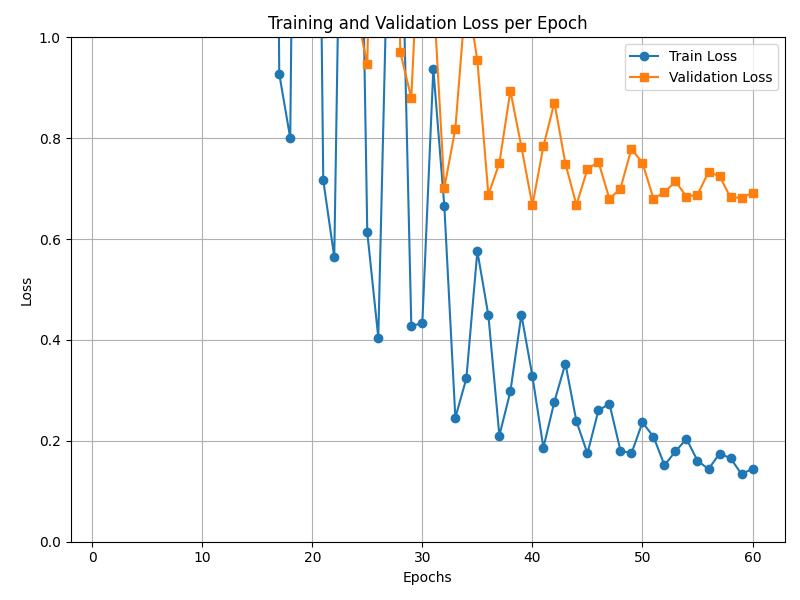 Training and Validation Loss per Epoch
Train Loss
Validation Loss
1.0
0.8
0.6
0.4
0.2
0.0
Loss
0 10 20 30 40 50 60
Epochs